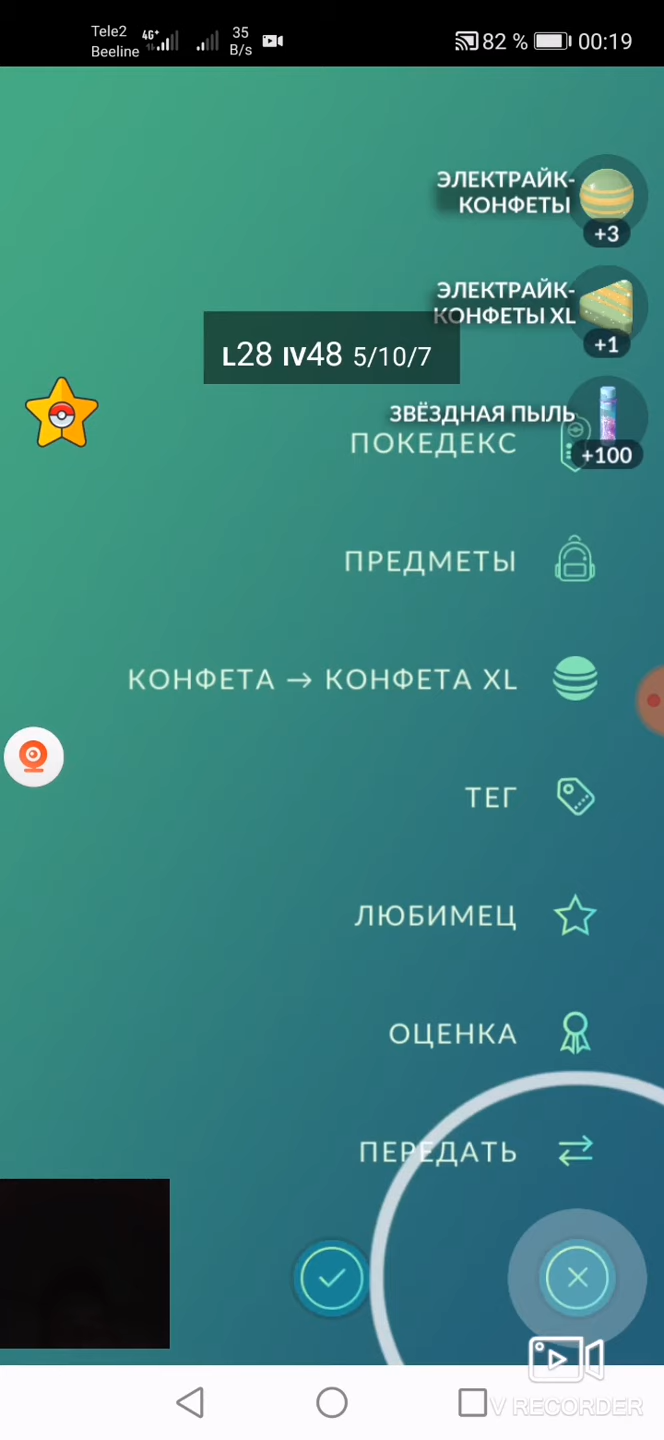 Tele2
Beeline
4G+
35
B/s
82 %
00:19
ЭЛЕКТРАЙК-
КОНФЕТЫ
+3
ЭЛЕКТРАЙК-
КОНФЕТЫ XL
+1
L28 IV48 5/10/7
ЗВЁЗДНАЯ ПЫЛЬ
+100
ПОКЕДЕКС
ПРЕДМЕТЫ
КОНФЕТА → КОНФЕТА XL
ТЕГ
ЛЮБИМЕЦ
ОЦЕНКА
ПЕРЕДАТЬ
V RECORDER